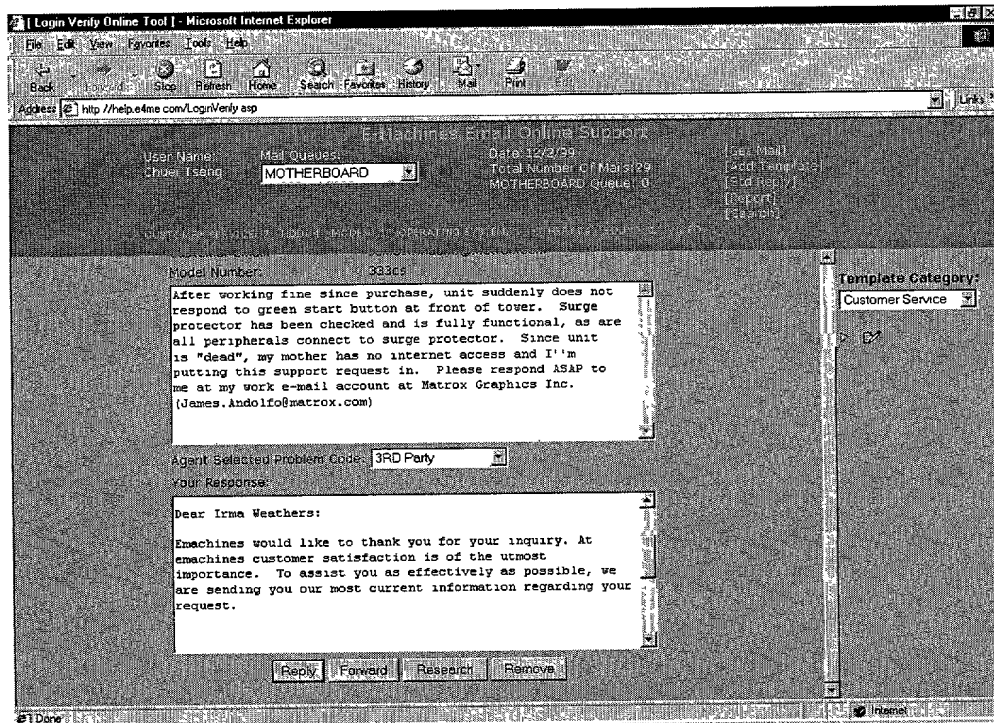 [ Login Verify Online Tool ] - Microsoft Internet Explorer
File Edit View Favorites Tools Help
Back Stop Refresh Home Search Favorites History Mail Print
Address http //help.e4me com/LoginVerify asp Links
E-Machines Email Online Support
User Name: Mail Queues: Date: 12/2/99 [Get Mail]
Chuer Tseng MOTHERBOARD Total Number Of Mails: 29 [Add Template]
MOTHERBOARD Queue: 0 [Std Reply]
[Report]
[Search]
Model Number: 333cs
Template Category:
Customer Service
After working fine since purchase, unit suddenly does not
respond to green start button at front of tower. Surge
protector has been checked and is fully functional, as are
all peripherals connect to surge protector. Since unit
is "dead", my mother has no internet access and I''m
putting this support request in. Please respond ASAP to
me at my work e-mail account at Matrox Graphics Inc.
(James.Andolfo@matrox.com)
Agent Selected Problem Code: 3RD Party
Your Response:
Dear Irma Weathers:
Emachines would like to thank you for your inquiry. At
emachines customer satisfaction is of the utmost
importance. To assist you as effectively as possible, we
are sending you our most current information regarding your
request.
Reply Forward Research Remove
Done Internet